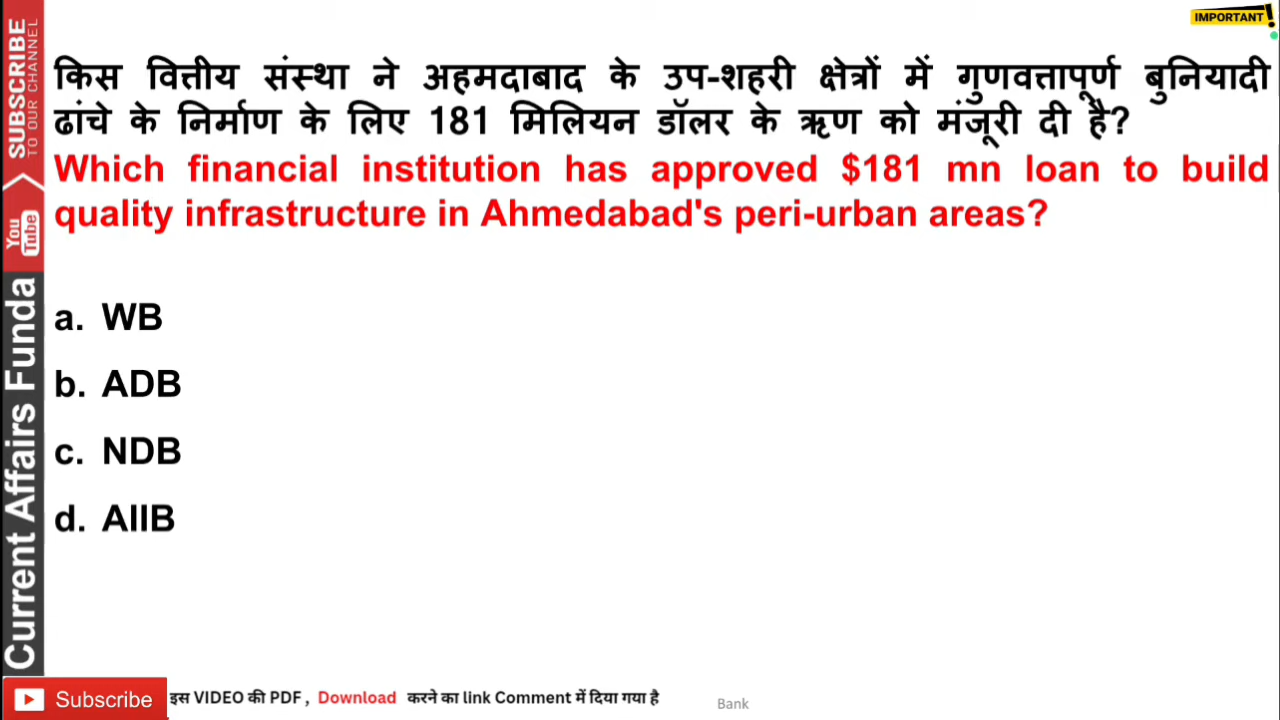 IMPORTANT !
किस वित्तीय संस्था ने अहमदाबाद के उप-शहरी क्षेत्रों में गुणवत्तापूर्ण बुनियादी
ढांचे के निर्माण के लिए 181 मिलियन डॉलर के ऋण को मंजूरी दी है?
Which financial institution has approved $181 mn loan to build
quality infrastructure in Ahmedabad's peri-urban areas?
a. WB
b. ADB
c. NDB
d. AIIB
SUBSCRIBE
TO OUR CHANNEL
You Tube
Current Affairs Funda
Subscribe
इस VIDEO की PDF, Download करने का link Comment में दिया गया है
Bank